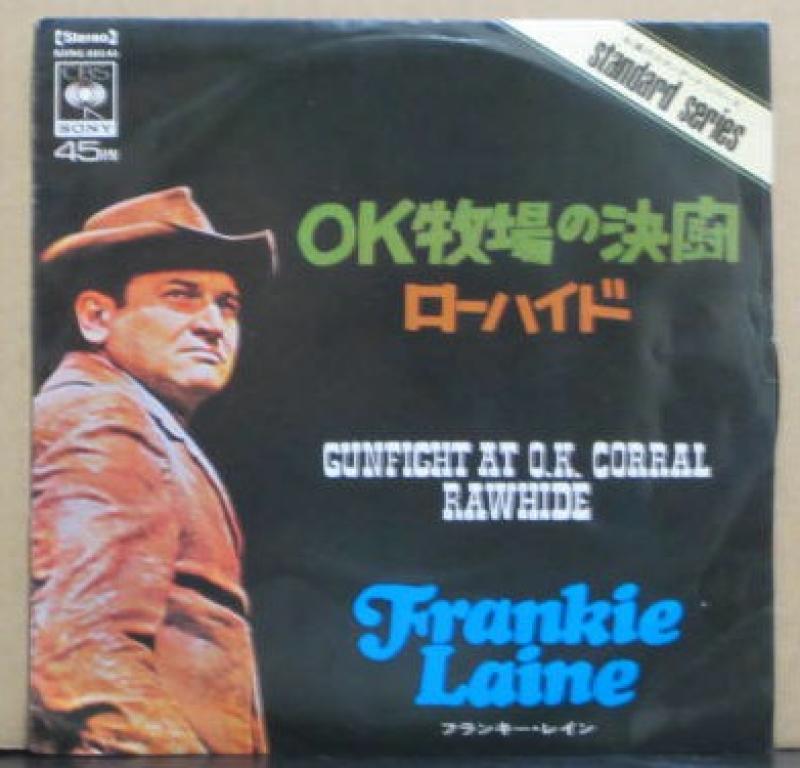 [Stereo]
CBS
SONY
45RPM
standard series
OK牧場の決闘
ローハイド
GUNFIGHT AT O.K. CORRAL
RAWHIDE
Frankie
Laine
フランキー・レイン